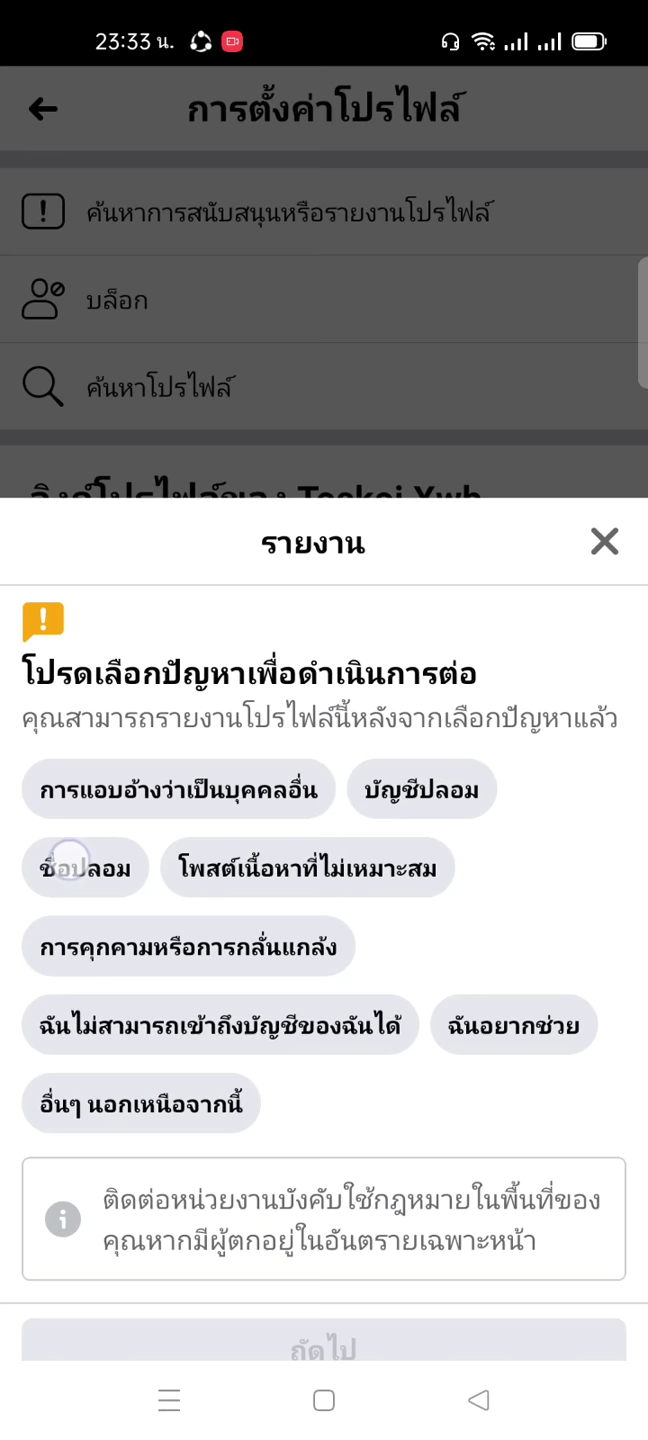 23:33 น.
การตั้งค่าโปรไฟล์
ค้นหาการสนับสนุนหรือรายงานโปรไฟล์
บล็อก
ค้นหาโปรไฟล์
ลิงก์โปรไฟล์ของ
รายงาน
โปรดเลือกปัญหาเพื่อดำเนินการต่อ
คุณสามารถรายงานโปรไฟล์นี้หลังจากเลือกปัญหาแล้ว
การแอบอ้างว่าเป็นบุคคลอื่น บัญชีปลอม
ชื่อปลอม โพสต์เนื้อหาที่ไม่เหมาะสม
การคุกคามหรือการกลั่นแกล้ง
ฉันไม่สามารถเข้าถึงบัญชีของฉันได้ ฉันอยากช่วย
อื่นๆ นอกเหนือจากนี้
ติดต่อหน่วยงานบังคับใช้กฎหมายในพื้นที่ของ
คุณหากมีผู้ตกอยู่ในอันตรายเฉพาะหน้า
ถัดไป